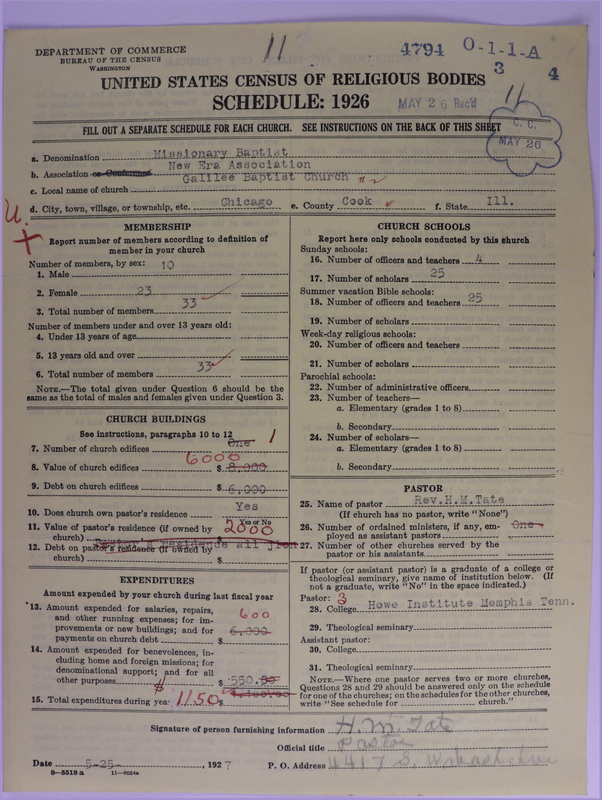 DEPARTMENT OF COMMERCE
BUREAU OF THE CENSUS
WASHINGTON
11
4794 0-1-1-A
3
4
UNITED STATES CENSUS OF RELIGIOUS BODIES
SCHEDULE: 1926
MAY 26 Rec'd
11
C. C.
MAY 26
FILL OUT A SEPARATE SCHEDULE FOR EACH CHURCH. SEE INSTRUCTIONS ON THE BACK OF THIS SHEET
a. Denomination Missionary Baptist
b. Association or Conference New Era Association
c. Local name of church Galilee Baptist Church
d. City, town, village, or township, etc. Chicago e. County Cook f. State Ill.
U.
MEMBERSHIP
Report number of members according to definition of member in your church
Number of members, by sex:
1. Male 10
2. Female 23
3. Total number of members 33
Number of members under and over 13 years old:
4. Under 13 years of age
5. 13 years old and over
6. Total number of members 33
NOTE.—The total given under Question 6 should be the
same as the total of males and females given under Question 3.
CHURCH BUILDINGS
See instructions, paragraphs 10 to 12
7. Number of church edifices One 1
8. Value of church edifices 6000 $ 8,000
9. Debt on church edifices $ 6,000
10. Does church own pastor's residence Yes
Yes or No
11. Value of pastor's residence (if owned by
church) 2000 $
12. Debt on pastor's residence (if owned by
church) $
EXPENDITURES
Amount expended by your church during last fiscal year
13. Amount expended for salaries, repairs,
and other running expenses; for im-
provements or new buildings; and for
payments on church debt $ 6,000 600
14. Amount expended for benevolences, in-
cluding home and foreign missions; for
denominational support; and for all
other purposes $ 550.00
15. Total expenditures during year 1150 $
CHURCH SCHOOLS
Report here only schools conducted by this church
Sunday schools:
16. Number of officers and teachers 4
17. Number of scholars 25
Summer vacation Bible schools:
18. Number of officers and teachers 25
19. Number of scholars
Week-day religious schools:
20. Number of officers and teachers
21. Number of scholars
Parochial schools:
22. Number of administrative officers
23. Number of teachers—
a. Elementary (grades 1 to 8)
b. Secondary
24. Number of scholars—
a. Elementary (grades 1 to 8)
b. Secondary
PASTOR
25. Name of pastor Rev.H.M.Tate
(If church has no pastor, write "None")
26. Number of ordained ministers, if any, em-
ployed as assistant pastors One
27. Number of other churches served by the
pastor or his assistants
If pastor (or assistant pastor) is a graduate of a college or
theological seminary, give name of institution below. (If
not a graduate, write "No" in the space indicated.)
Pastor: 3
28. College Howe Institute Memphis Tenn.
29. Theological seminary
Assistant pastor:
30. College
31. Theological seminary
NOTE.—Where one pastor serves two or more churches,
Questions 28 and 29 should be answered only on the schedule
for one of the churches; on the schedules for the other churches,
write "See schedule for church."
Signature of person furnishing information H. M. Tate
Official title Pastor
Date 5-25-, 1927 P. O. Address 4417 S. Wabash
8-5518 a 11-9034a